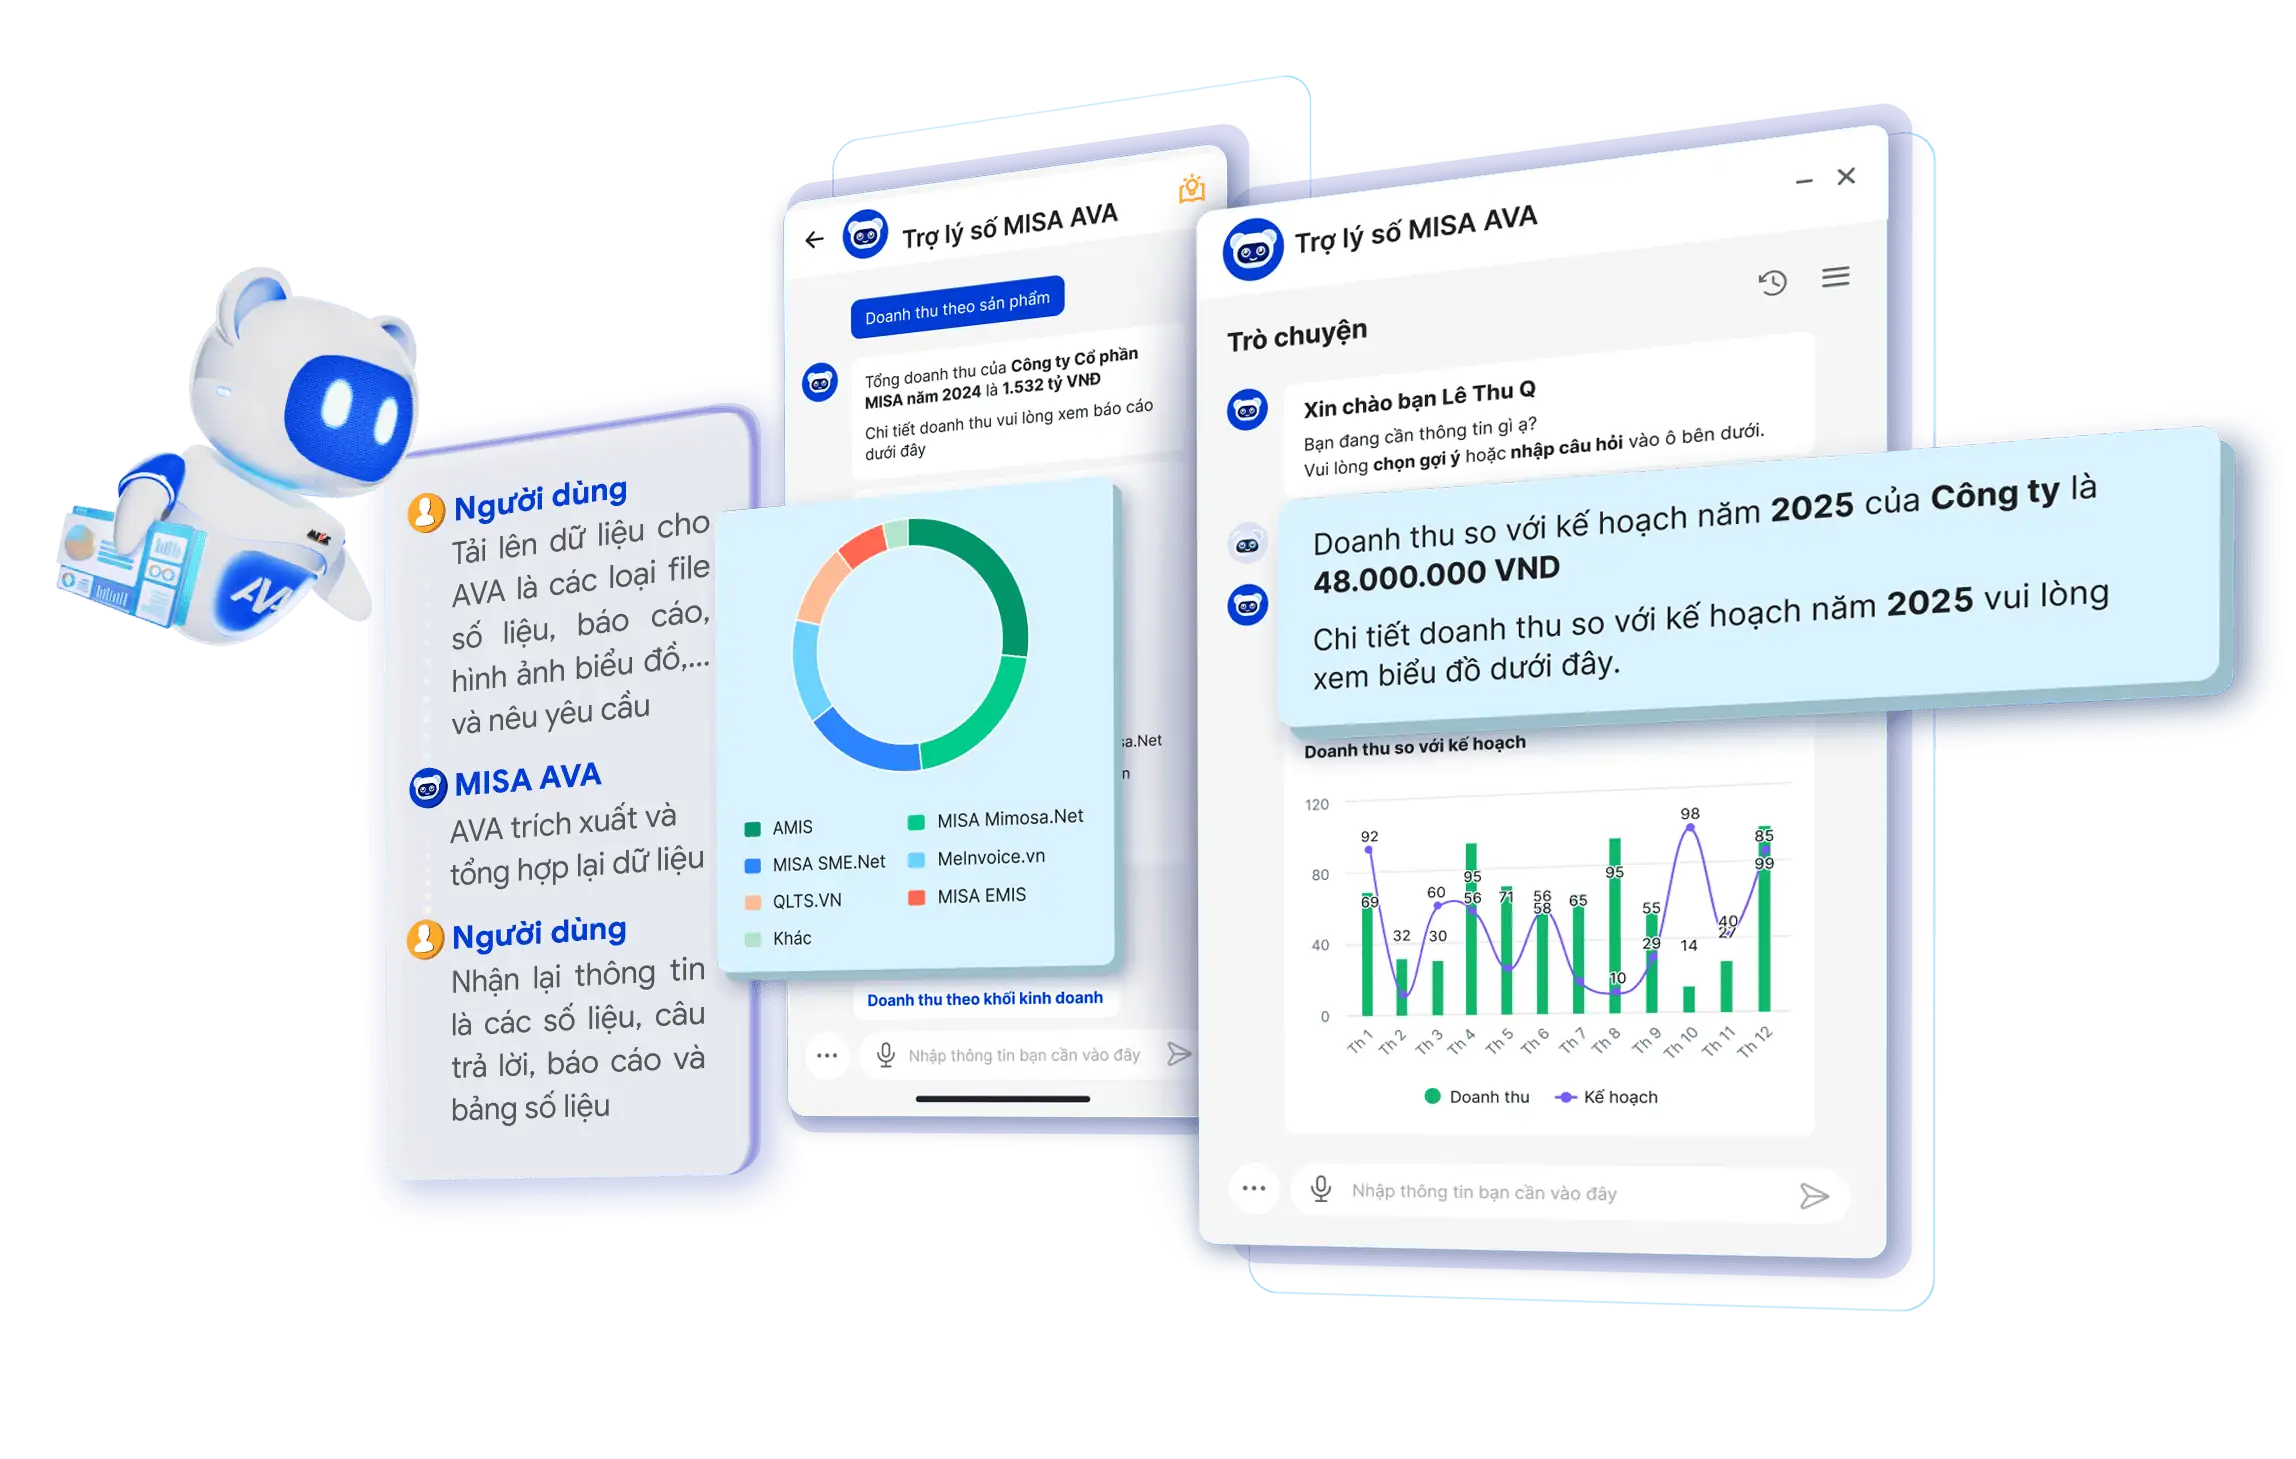 Người dùng
Tải lên dữ liệu cho
AVA là các loại file
số liệu, báo cáo,
hình ảnh biểu đồ,...
và nêu yêu cầu
MISA AVA
AVA trích xuất và
tổng hợp lại dữ liệu
Người dùng
Nhận lại thông tin
là các số liệu, câu
trả lời, báo cáo và
bảng số liệu
AVA
Trợ lý số MISA AVA
Doanh thu theo sản phẩm
Tổng doanh thu của Công ty Cổ phần
MISA năm 2024 là 1.532 tỷ VNĐ
Chi tiết doanh thu vui lòng xem báo cáo
dưới đây
AMIS
MISA Mimosa.Net
MISA SME.Net
MeInvoice.vn
QLTS.VN
MISA EMIS
Khác
sa.Net
n
Doanh thu theo khối kinh doanh
Nhập thông tin bạn cần vào đây
Trợ lý số MISA AVA
Trò chuyện
Xin chào bạn Lê Thu Q
Bạn đang cần thông tin gì ạ?
Vui lòng chọn gợi ý hoặc nhập câu hỏi vào ô bên dưới.
Doanh thu so với kế hoạch năm 2025 của Công ty là
48.000.000 VND
Chi tiết doanh thu so với kế hoạch năm 2025 vui lòng
xem biểu đồ dưới đây.
Doanh thu so với kế hoạch
120
80
40
0
92
69
32
60
30
95
56
71
56
58
65
95
10
55
29
98
14
40
27
85
99
Th 1
Th 2
Th 3
Th 4
Th 5
Th 6
Th 7
Th 8
Th 9
Th 10
Th 11
Th 12
Doanh thu
Kế hoạch
Nhập thông tin bạn cần vào đây